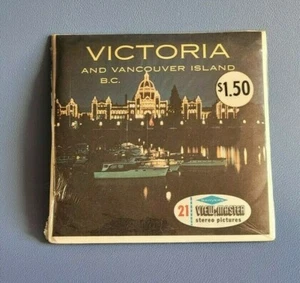 VICTORIA
AND VANCOUVER ISLAND
B.C.
$1.50
21
VIEW-MASTER
stereo pictures